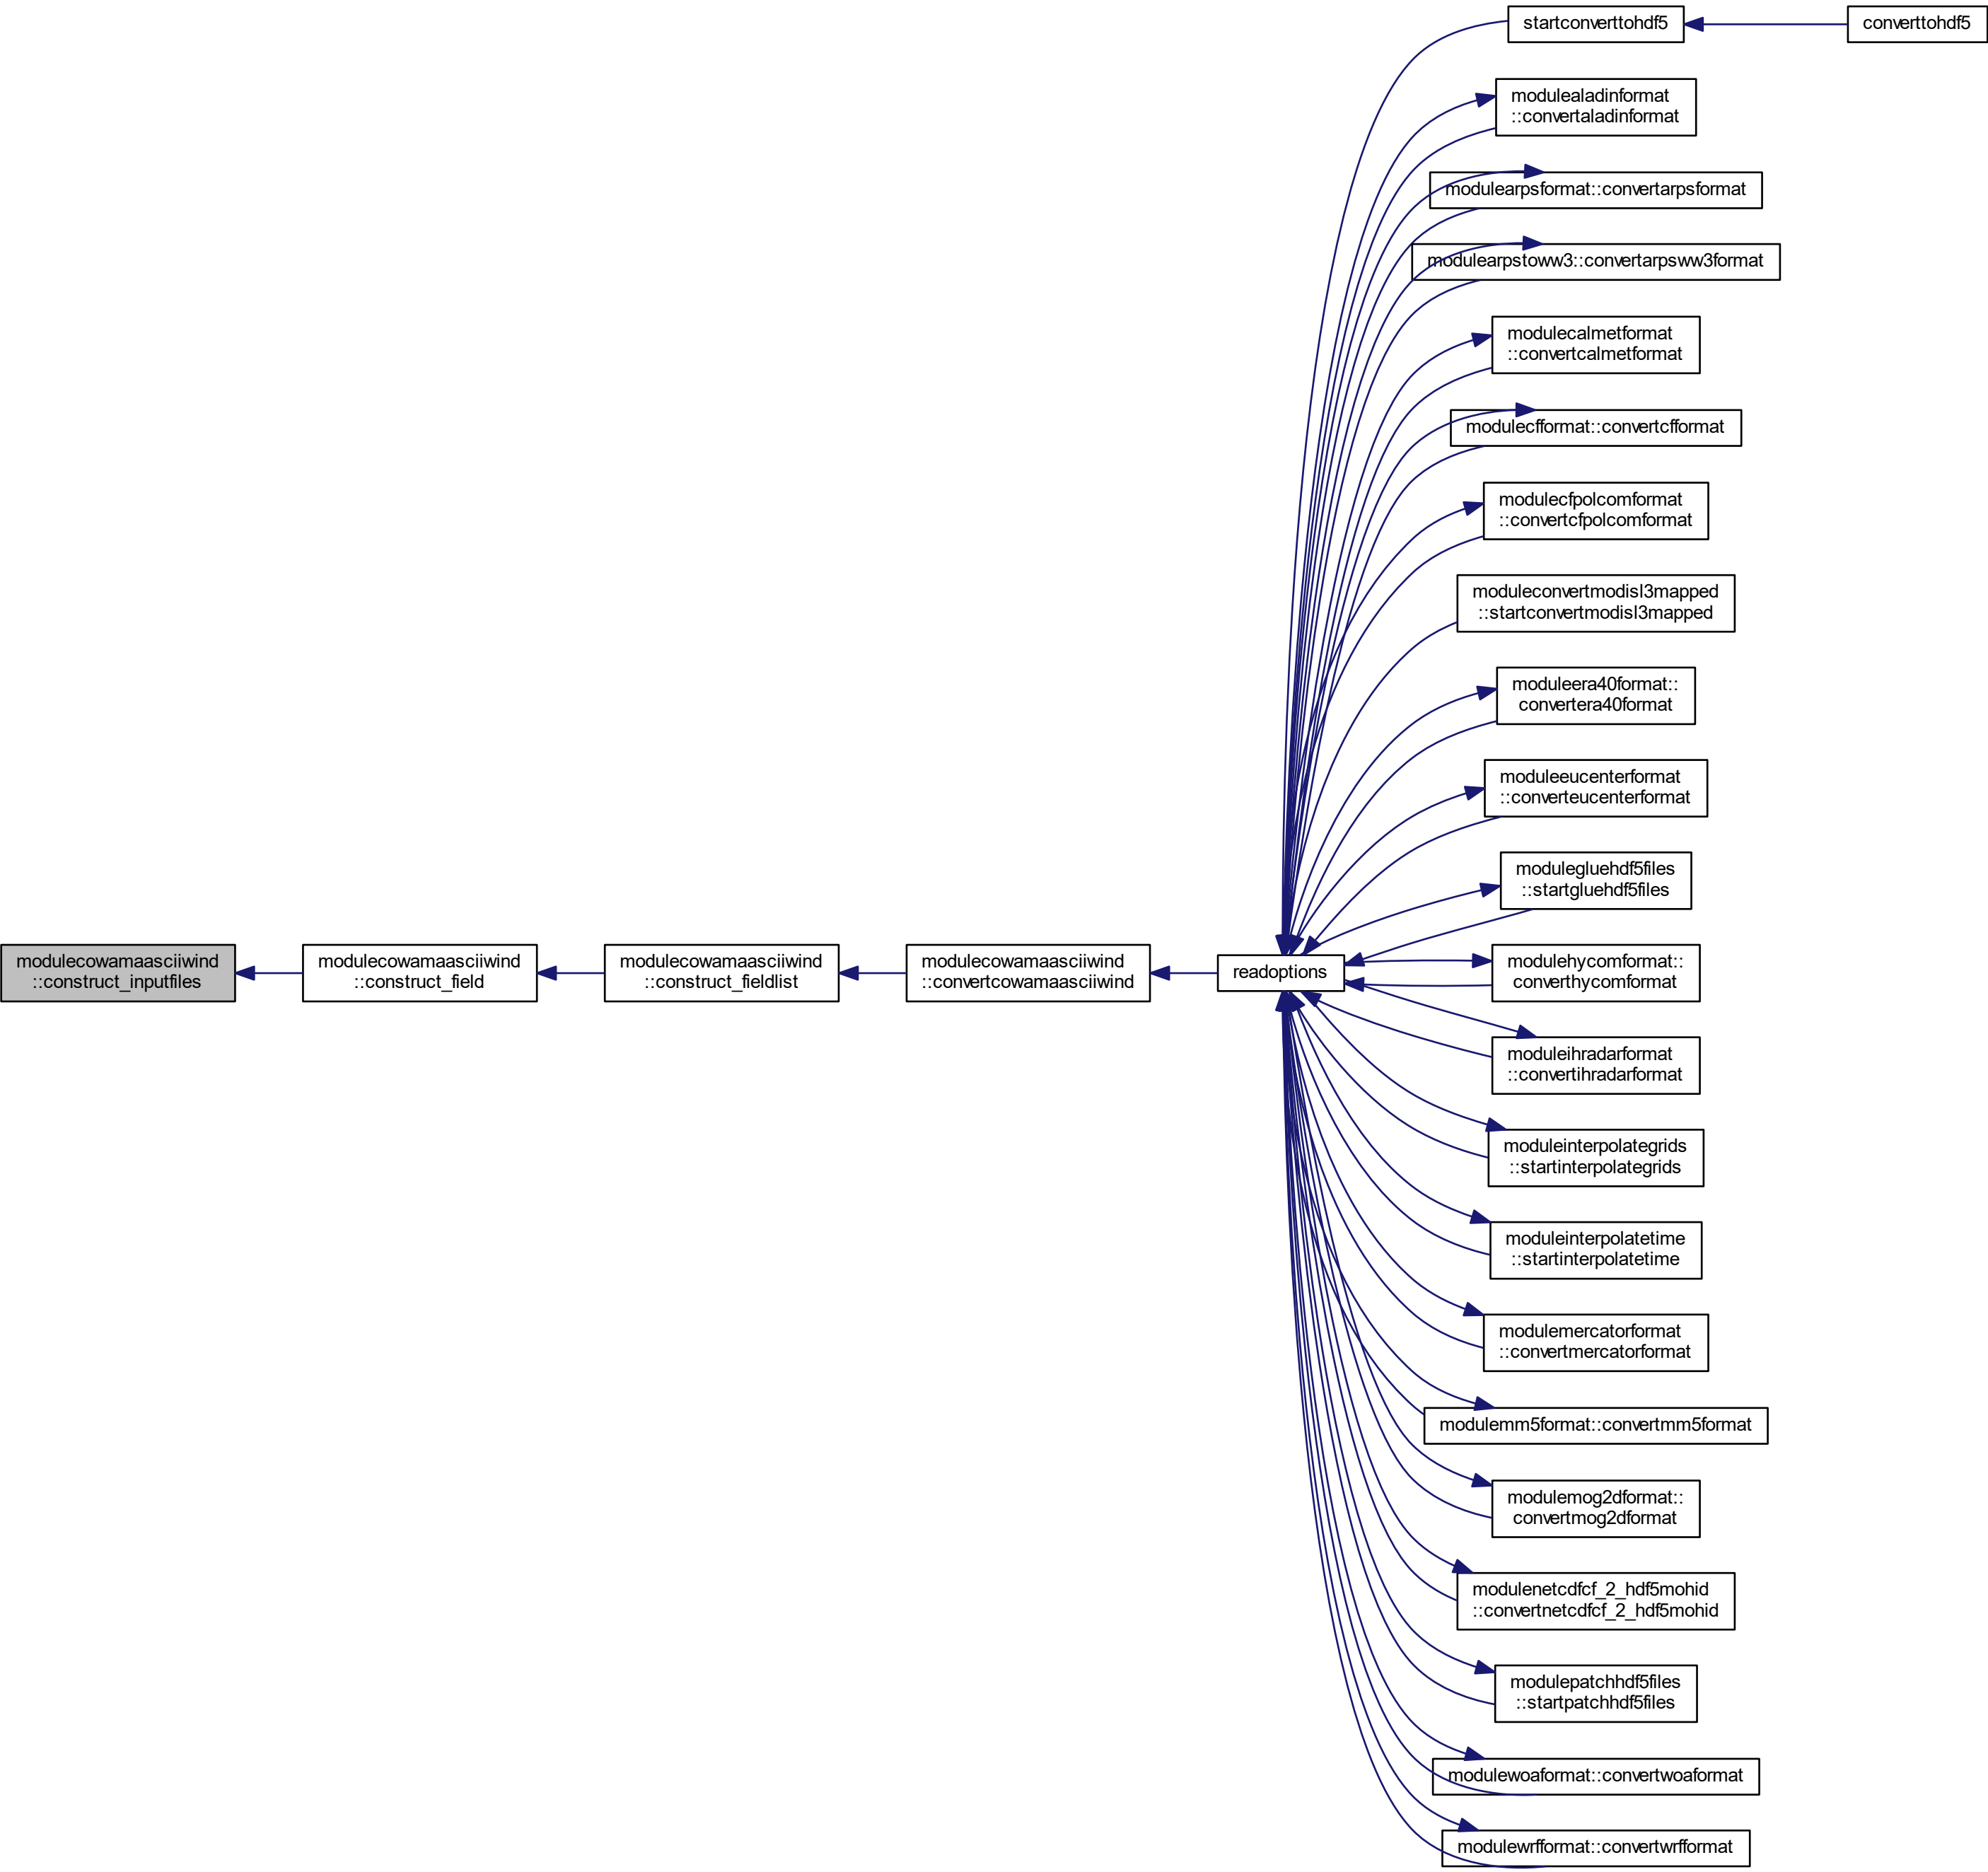 startconverttohdf5
converttohdf5
modulealadinformat
::convertaladinformat
modulearpsformat::convertarpsformat
modulearpstoww3::convertarpsww3format
modulecalmetformat
::convertcalmetformat
modulecfformat::convertcfformat
modulecfpolcomformat
::convertcfpolcomformat
moduleconvertmodisl3mapped
::startconvertmodisl3mapped
moduleera40format::
convertera40format
moduleeucenterformat
::converteucenterformat
modulegluehdf5files
::startgluehdf5files
modulecowamaasciiwind
::construct_inputfiles
modulecowamaasciiwind
::construct_field
modulecowamaasciiwind
::construct_fieldlist
modulecowamaasciiwind
::convertcowamaasciiwind
readoptions
modulehycomformat::
converthycomformat
moduleihradarformat
::convertihradarformat
moduleinterpolategrids
::startinterpolategrids
moduleinterpolatetime
::startinterpolatetime
modulemercatorformat
::convertmercatorformat
modulemm5format::convertmm5format
modulemog2dformat::
convertmog2dformat
modulenetcdfcf_2_hdf5mohid
::convertnetcdfcf_2_hdf5mohid
modulepatchhdf5files
::startpatchhdf5files
modulewoaformat::convertwoaformat
modulewrfformat::convertwrfformat